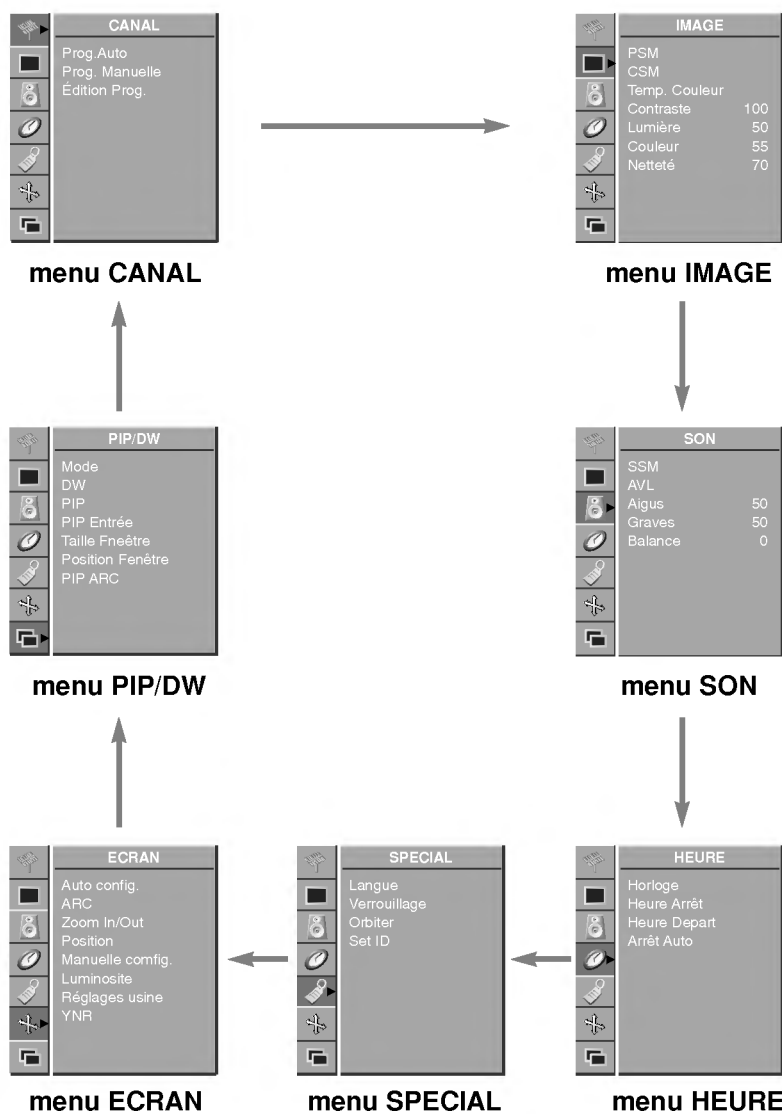 CANAL
Prog.Auto
Prog. Manuelle
Édition Prog.
menu CANAL
IMAGE
PSM
CSM
Temp. Couleur
Contraste 100
Lumière 50
Couleur 55
Netteté 70
menu IMAGE
PIP/DW
Mode
DW
PIP
PIP Entrée
Taille Fneêtre
Position Fenêtre
PIP ARC
menu PIP/DW
SON
SSM
AVL
Aigus 50
Graves 50
Balance 0
menu SON
ECRAN
Auto config.
ARC
Zoom In/Out
Position
Manuelle comfig.
Luminosite
Réglages usine
YNR
menu ECRAN
SPECIAL
Langue
Verrouillage
Orbiter
Set ID
menu SPECIAL
HEURE
Horloge
Heure Arrêt
Heure Depart
Arrêt Auto
menu HEURE